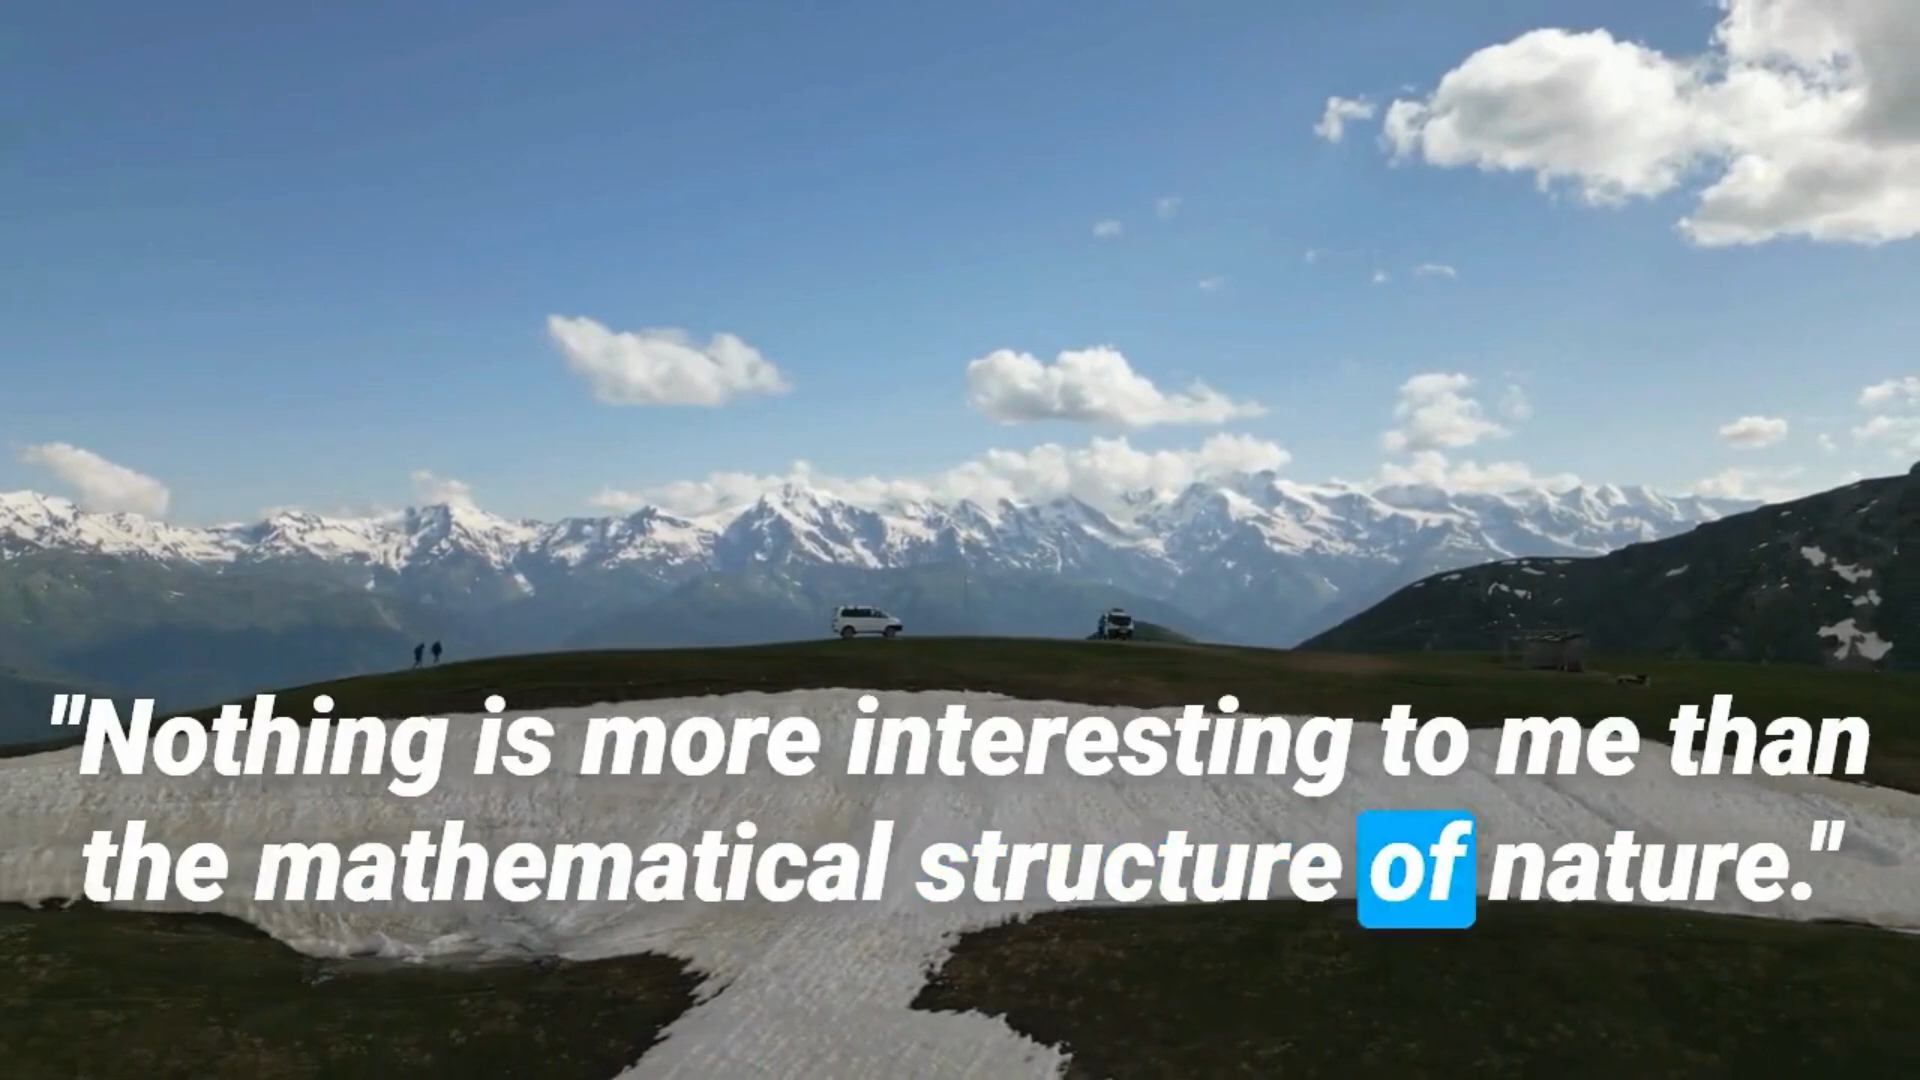 "Nothing is more interesting to me than
the mathematical structure of nature."